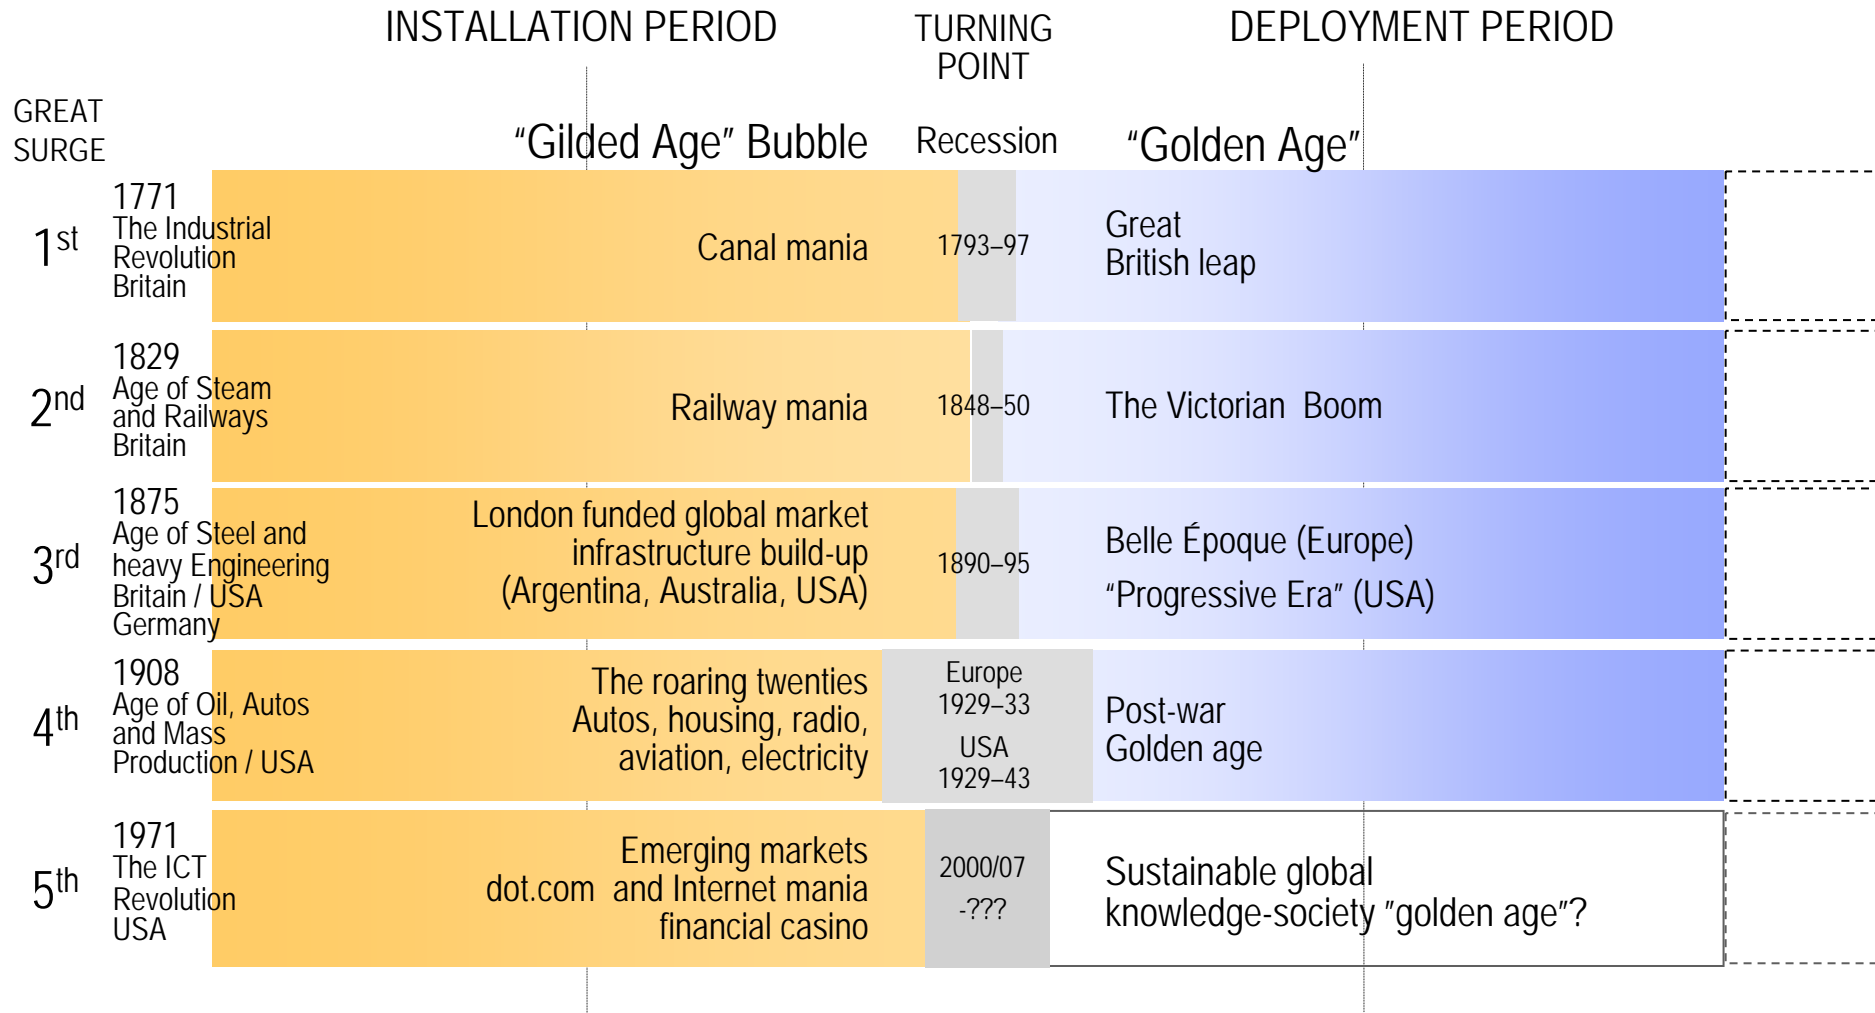 INSTALLATION PERIOD
TURNING
POINT
DEPLOYMENT PERIOD
GREAT
SURGE
“Gilded Age” Bubble
Recession
“Golden Age”
1st
1771
The Industrial
Revolution
Britain
Canal mania
1793–97
Great
British leap
2nd
1829
Age of Steam
and Railways
Britain
Railway mania
1848–50
The Victorian Boom
3rd
1875
Age of Steel and
heavy Engineering
Britain / USA
Germany
London funded global market
infrastructure build-up
(Argentina, Australia, USA)
1890–95
Belle Époque (Europe)
“Progressive Era” (USA)
4th
1908
Age of Oil, Autos
and Mass
Production / USA
The roaring twenties
Autos, housing, radio,
aviation, electricity
Europe
1929–33
USA
1929–43
Post-war
Golden age
5th
1971
The ICT
Revolution
USA
Emerging markets
dot.com and Internet mania
financial casino
2000/07
-???
Sustainable global
knowledge-society ”golden age”?